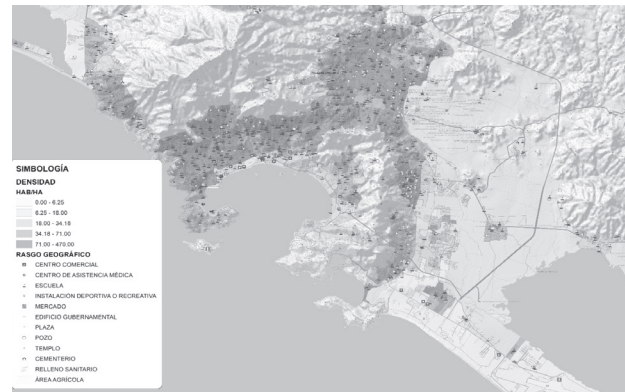 SIMBOLOGÍA
DENSIDAD
HAB/HA
0.00 - 6.25
6.25 - 18.00
18.00 - 34.18
34.18 - 71.00
71.00 - 470.00
RASGO GEOGRÁFICO
CENTRO COMERCIAL
CENTRO DE ASISTENCIA MÉDICA
ESCUELA
INSTALACIÓN DEPORTIVA O RECREATIVA
MERCADO
EDIFICIO GUBERNAMENTAL
PLAZA
POZO
TEMPLO
CEMENTERIO
RELLENO SANITARIO
ÁREA AGRÍCOLA